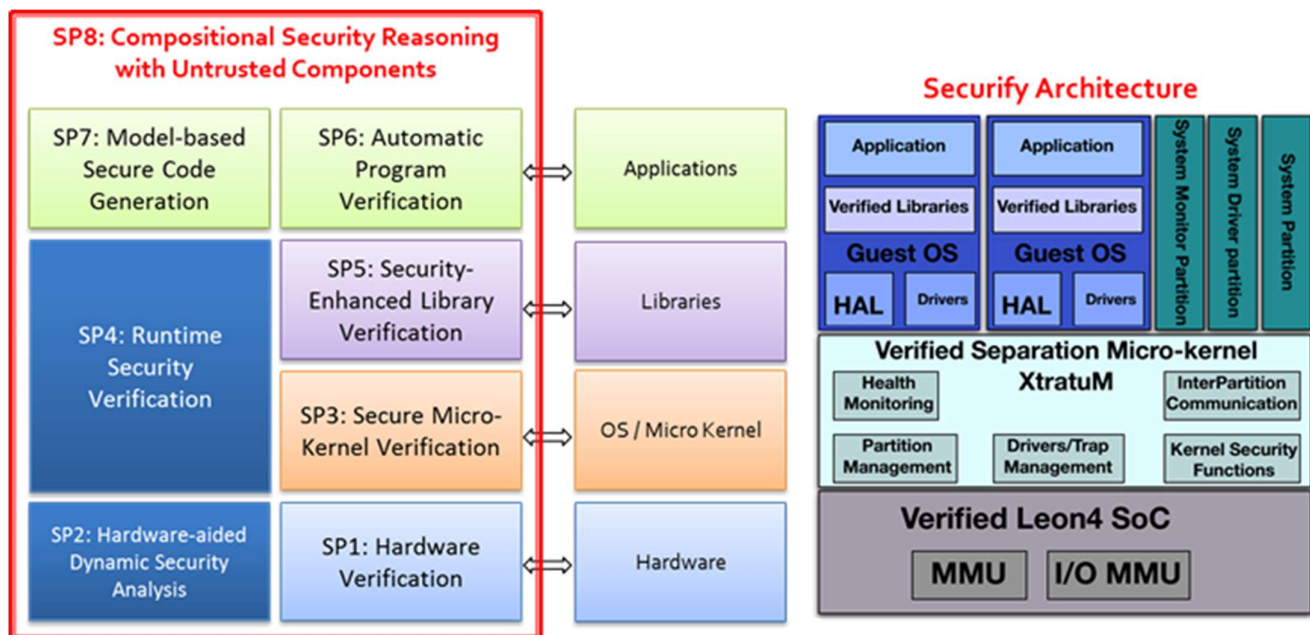 SP8: Compositional Security Reasoning
with Untrusted Components
SP7: Model-based
Secure Code
Generation
SP6: Automatic
Program
Verification
Applications
SP4: Runtime
Security
Verification
SP5: Security-
Enhanced Library
Verification
Libraries
SP3: Secure Micro-
Kernel Verification
OS / Micro Kernel
SP2: Hardware-aided
Dynamic Security
Analysis
SP1: Hardware
Verification
Hardware
Securify Architecture
Application
Verified Libraries
Guest OS
HAL
Drivers
Application
Verified Libraries
Guest OS
HAL
Drivers
System Monitor Partition
System Driver partition
System Partition
Verified Separation Micro-kernel
XtratuM
Health
Monitoring
InterPartition
Communication
Partition
Management
Drivers/Trap
Management
Kernel Security
Functions
Verified Leon4 SoC
MMU
I/O MMU